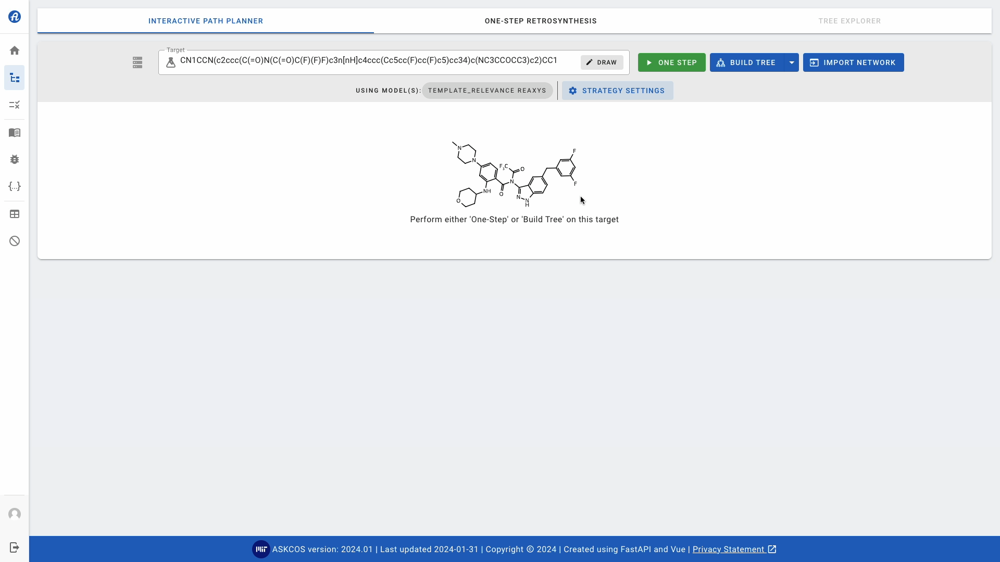 INTERACTIVE PATH PLANNER
ONE-STEP RETROSYNTHESIS
TREE EXPLORER
Target
CN1CCN(c2ccc(C(=O)N(C(=O)C(F)(F)F)c3n[nH]c4ccc(Cc5cc(F)cc(F)c5)cc34)c(NC3CCOCC3)c2)CC1
DRAW
ONE STEP
BUILD TREE
IMPORT NETWORK
USING MODEL(S):
TEMPLATE_RELEVANCE REAXYS
STRATEGY SETTINGS
N
N
F3C
O
N
O
NH
O
N
N
H
F
F
Perform either 'One-Step' or 'Build Tree' on this target
{...}
MIT
ASKCOS version: 2024.01 | Last updated 2024-01-31 | Copyright © 2024 | Created using FastAPI and Vue | Privacy Statement